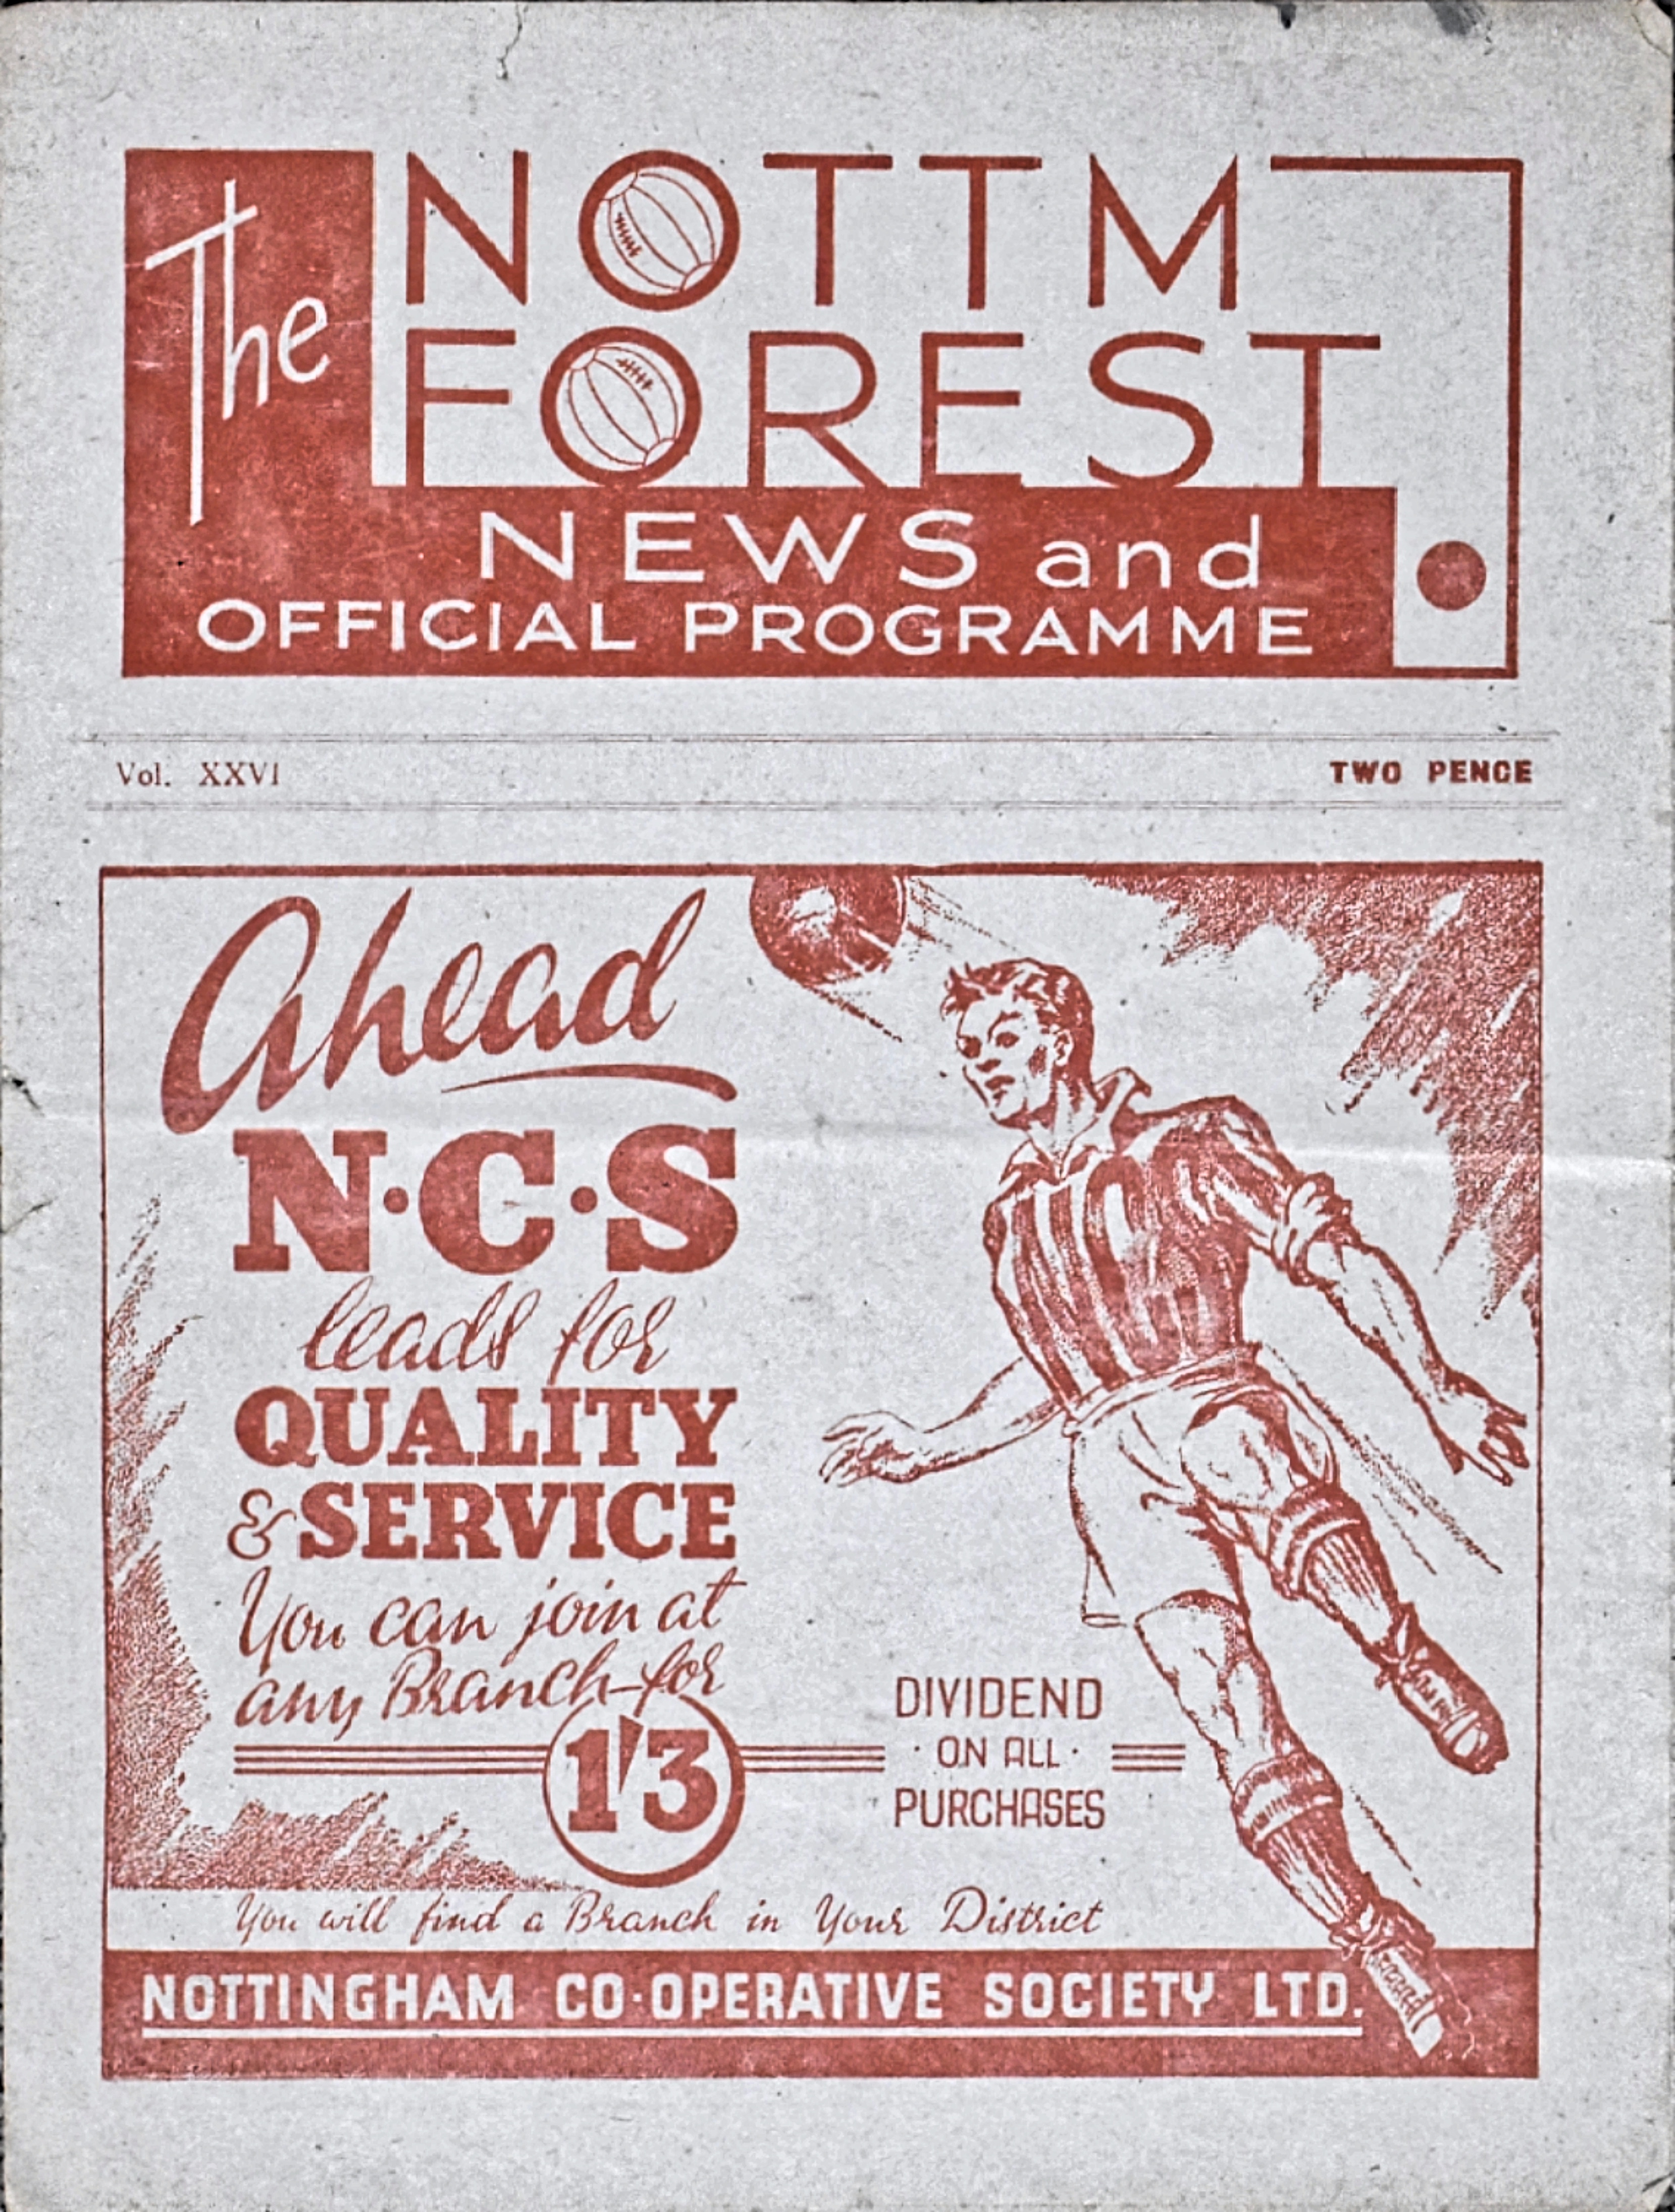 The
NOTTM
FOREST
NEWS and
OFFICIAL PROGRAMME
Vol. XXVI
TWO PENCE
Ahead
N·C·S
leads for
QUALITY
& SERVICE
You can join at
any Branch for
1'3
DIVIDEND
· ON ALL ·
PURCHASES
You will find a Branch in Your District
NOTTINGHAM CO-OPERATIVE SOCIETY LTD.